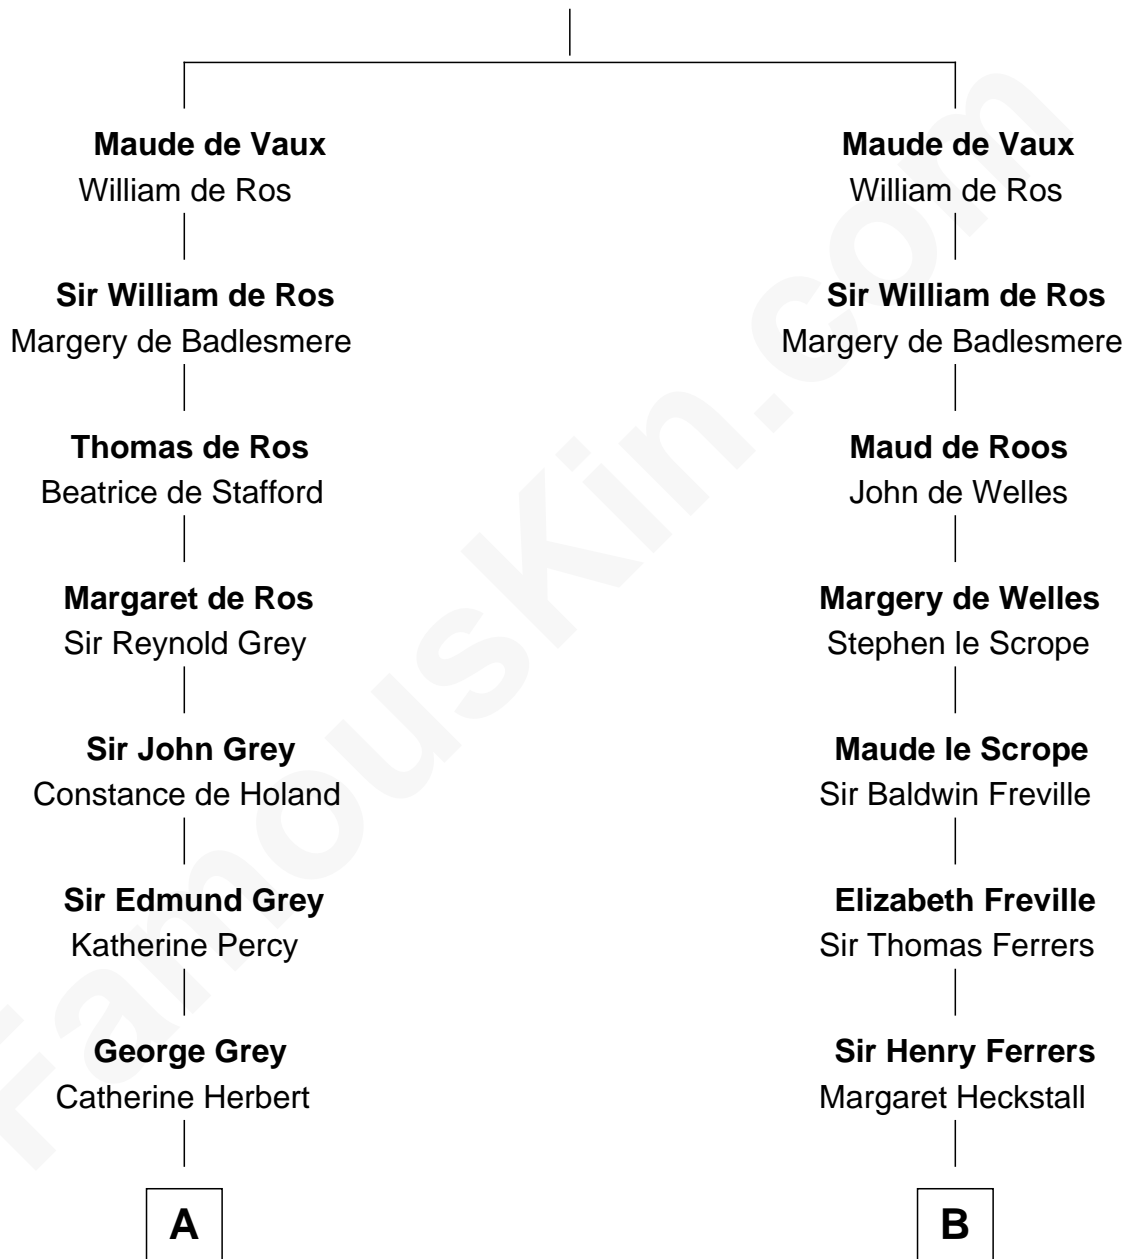 Maude de Vaux
William de Ros
Sir William de Ros
Margery de Badlesmere
Thomas de Ros
Beatrice de Stafford
Margaret de Ros
Sir Reynold Grey
Sir John Grey
Constance de Holand
Sir Edmund Grey
Katherine Percy
George Grey
Catherine Herbert
A
Maude de Vaux
William de Ros
Sir William de Ros
Margery de Badlesmere
Maud de Roos
John de Welles
Margery de Welles
Stephen le Scrope
Maude le Scrope
Sir Baldwin Freville
Elizabeth Freville
Sir Thomas Ferrers
Sir Henry Ferrers
Margaret Heckstall
B
FamousKin.com